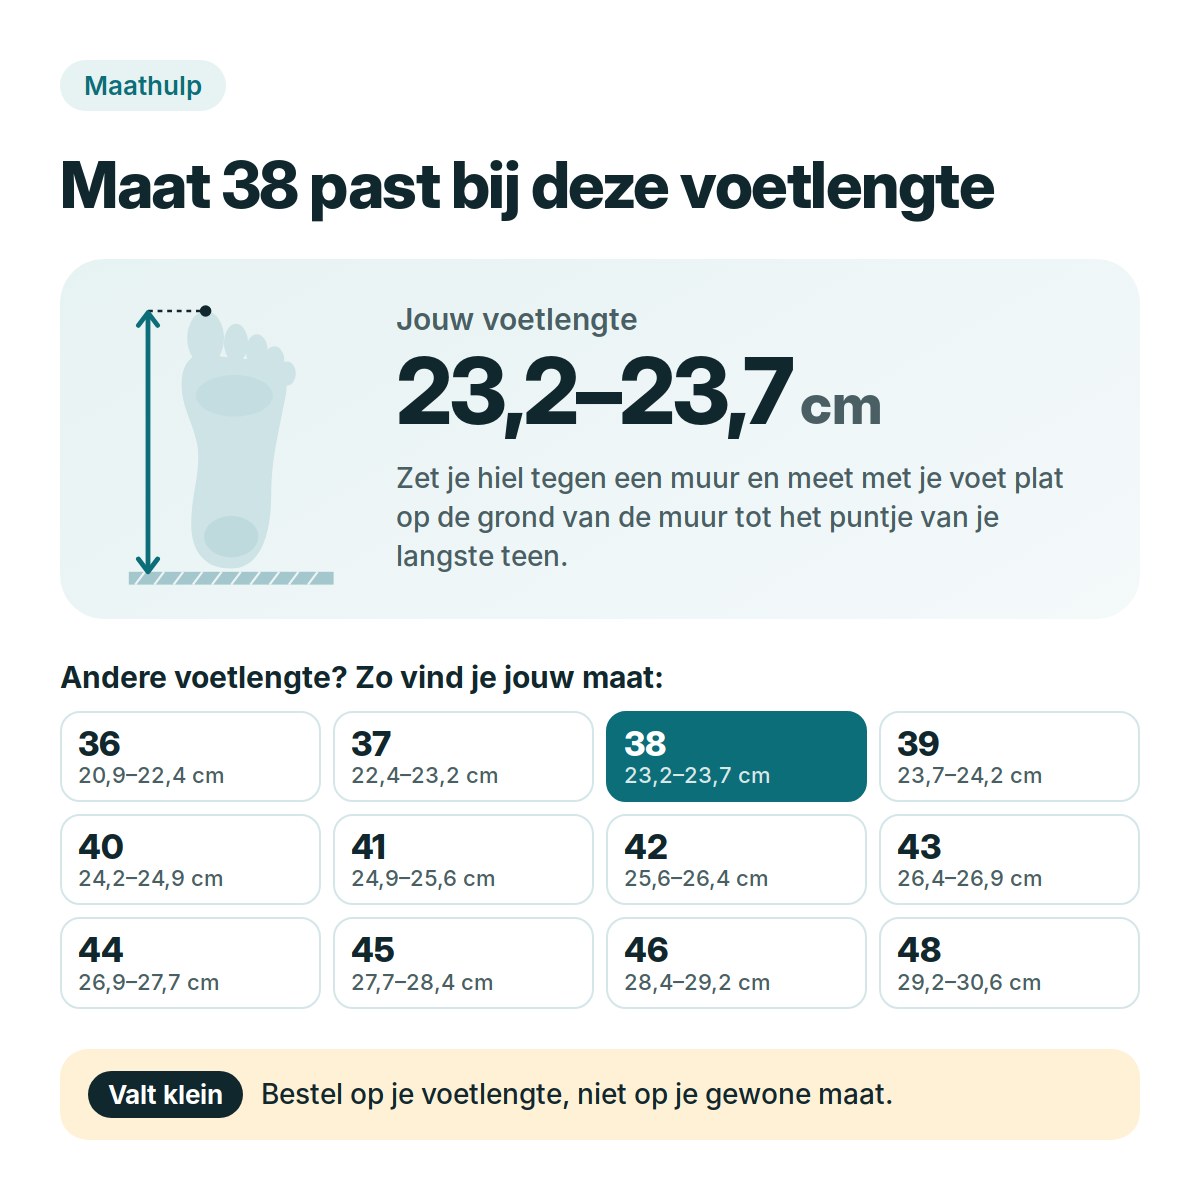 Maathulp
Maat 38 past bij deze voetlengte
Jouw voetlengte
23,2–23,7 cm
Zet je hiel tegen een muur en meet met je voet plat
op de grond van de muur tot het puntje van je
langste teen.
Andere voetlengte? Zo vind je jouw maat:
36
20,9–22,4 cm
37
22,4–23,2 cm
38
23,2–23,7 cm
39
23,7–24,2 cm
40
24,2–24,9 cm
41
24,9–25,6 cm
42
25,6–26,4 cm
43
26,4–26,9 cm
44
26,9–27,7 cm
45
27,7–28,4 cm
46
28,4–29,2 cm
48
29,2–30,6 cm
Valt klein Bestel op je voetlengte, niet op je gewone maat.